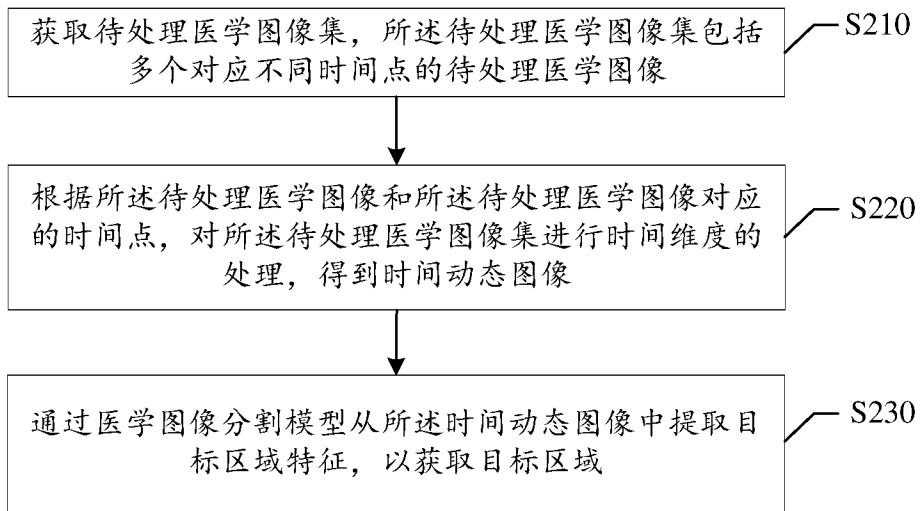 获取待处理医学图像集，所述待处理医学图像集包括
多个对应不同时间点的待处理医学图像
S210
根据所述待处理医学图像和所述待处理医学图像对应
的时间点，对所述待处理医学图像集进行时间维度的
处理，得到时间动态图像
S220
通过医学图像分割模型从所述时间动态图像中提取目
标区域特征，以获取目标区域
S230